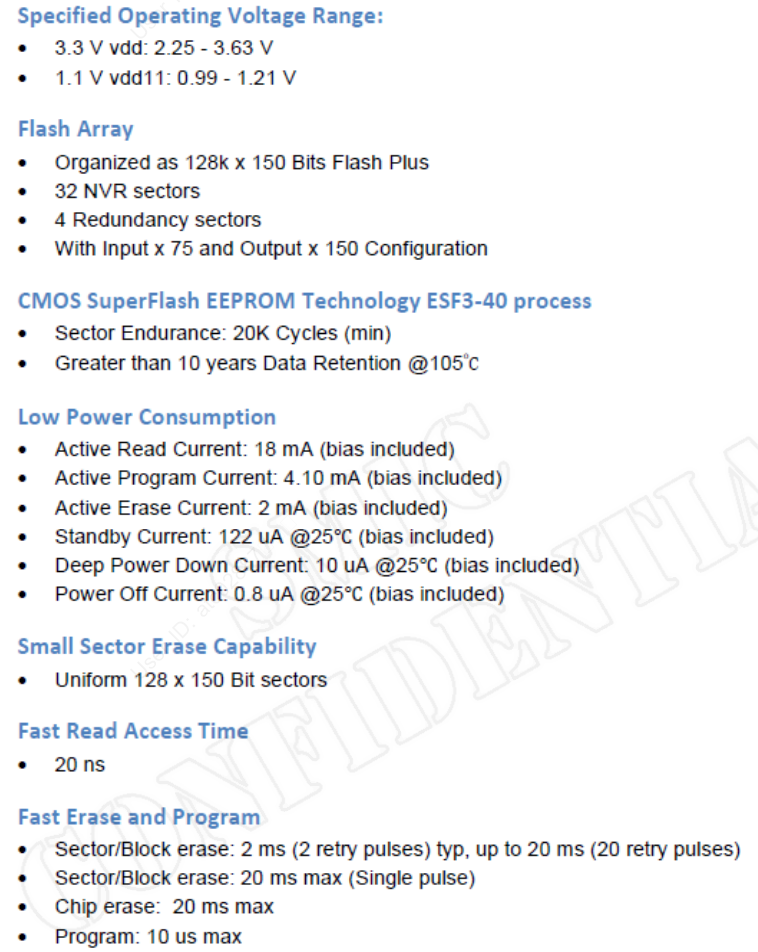 Specified Operating Voltage Range:
• 3.3 V vdd: 2.25 - 3.63 V
• 1.1 V vdd11: 0.99 - 1.21 V
Flash Array
• Organized as 128k x 150 Bits Flash Plus
• 32 NVR sectors
• 4 Redundancy sectors
• With Input x 75 and Output x 150 Configuration
CMOS SuperFlash EEPROM Technology ESF3-40 process
• Sector Endurance: 20K Cycles (min)
• Greater than 10 years Data Retention @105°C
Low Power Consumption
• Active Read Current: 18 mA (bias included)
• Active Program Current: 4.10 mA (bias included)
• Active Erase Current: 2 mA (bias included)
• Standby Current: 122 uA @25℃ (bias included)
• Deep Power Down Current: 10 uA @25℃ (bias included)
• Power Off Current: 0.8 uA @25℃ (bias included)
Small Sector Erase Capability
• Uniform 128 x 150 Bit sectors
Fast Read Access Time
• 20 ns
Fast Erase and Program
• Sector/Block erase: 2 ms (2 retry pulses) typ, up to 20 ms (20 retry pulses)
• Sector/Block erase: 20 ms max (Single pulse)
• Chip erase: 20 ms max
• Program: 10 us max
SMIC
CONFIDENTIA